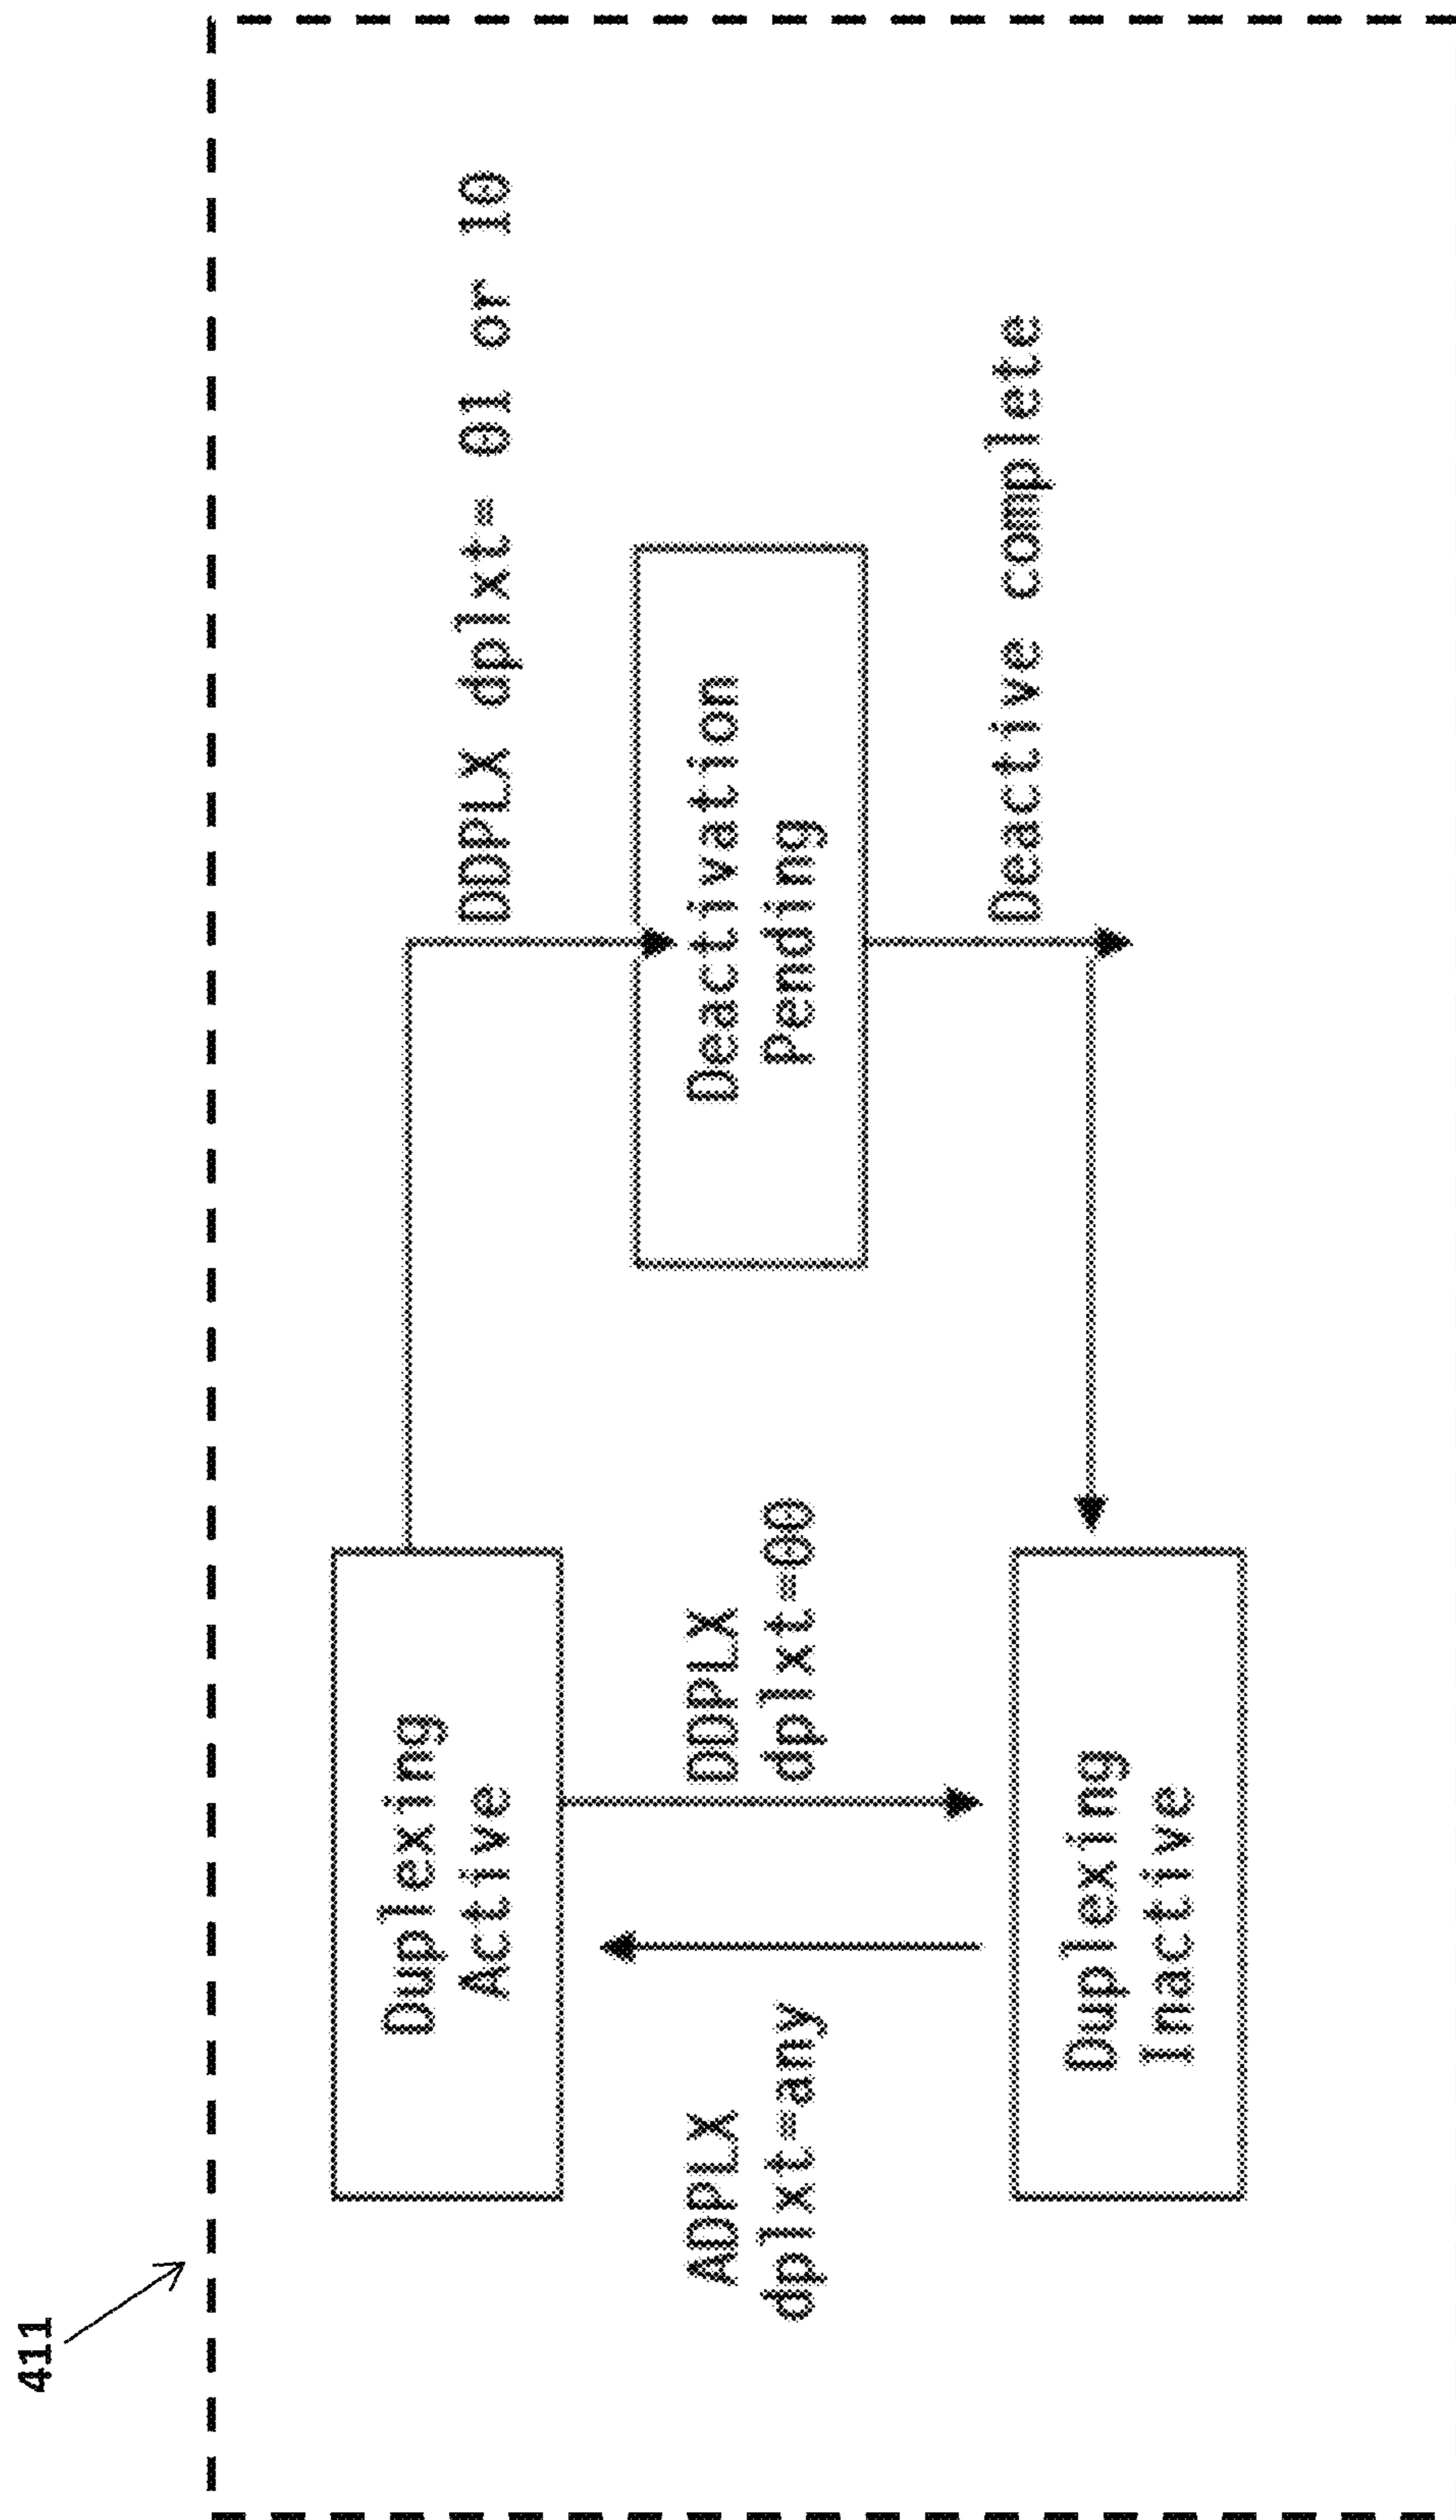 411
Duplexing
Active
DDPLX dplxt= 01 or 10
ADPLX
dplxt=any
DDPLX
dplxt=00
Deactivation
Pending
Deactive complete
Duplexing
Inactive